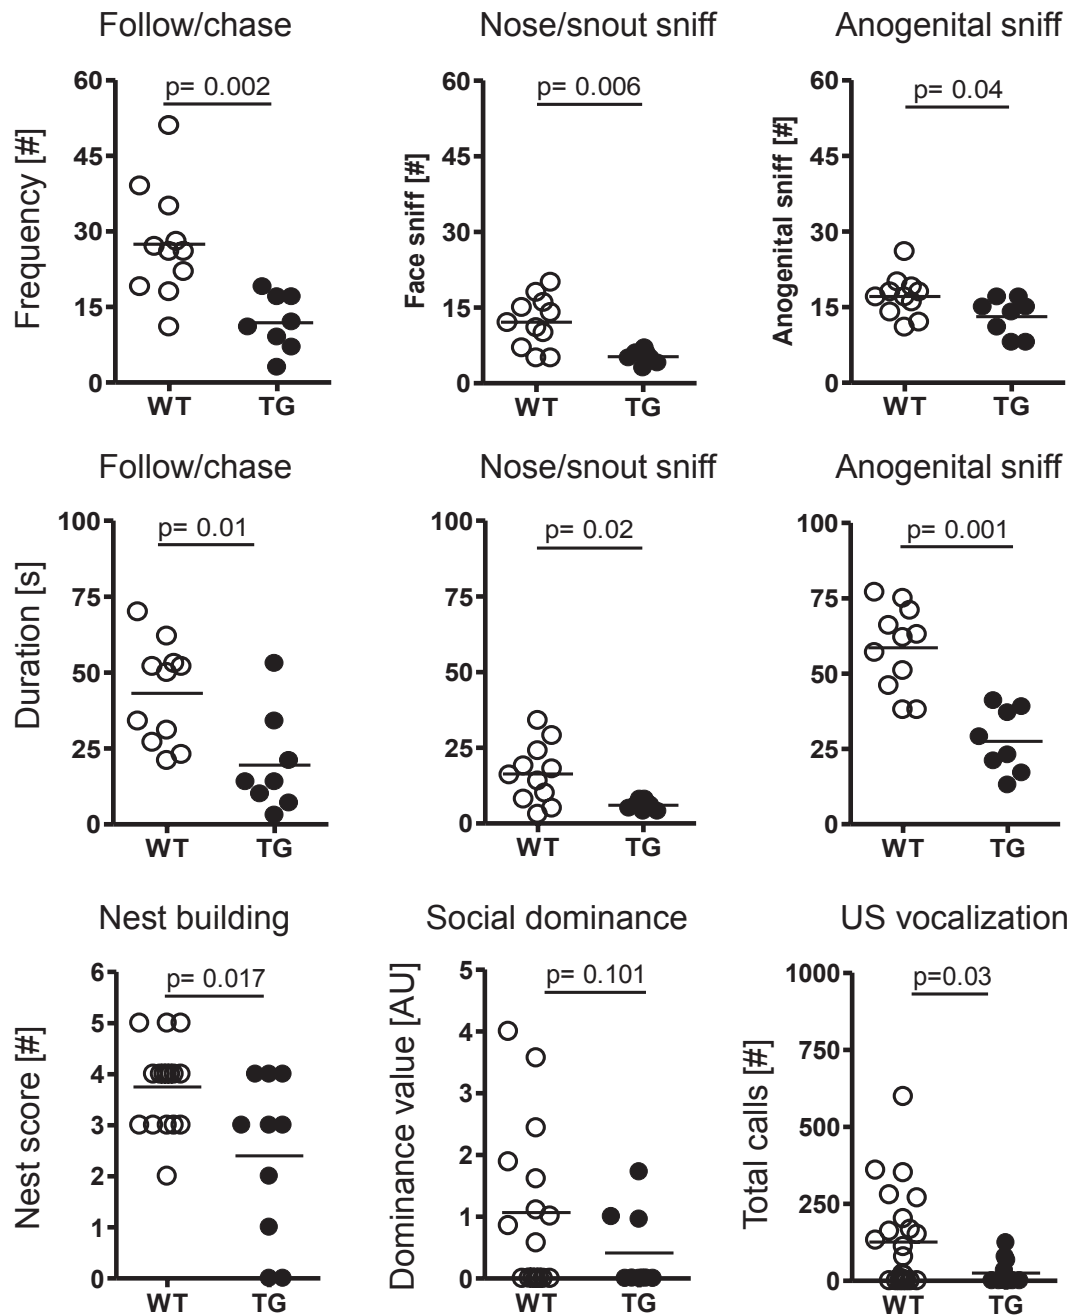 Follow/chase Nose/snout sniff Anogenital sniff
Frequency [#]
60
45
30
15
0
p= 0.002
WT TG
Face sniff [#]
60
45
30
15
0
p= 0.006
WT TG
Anogenital sniff [#]
60
45
30
15
0
p= 0.04
WT TG
Follow/chase Nose/snout sniff Anogenital sniff
Duration [s]
100
75
50
25
0
p= 0.01
WT TG
100
75
50
25
0
p= 0.02
WT TG
100
75
50
25
0
p= 0.001
WT TG
Nest building Social dominance US vocalization
Nest score [#]
6
5
4
3
2
1
0
p= 0.017
WT TG
Dominance value [AU]
5
4
3
2
1
0
p= 0.101
WT TG
Total calls [#]
1000
750
500
250
0
p=0.03
WT TG